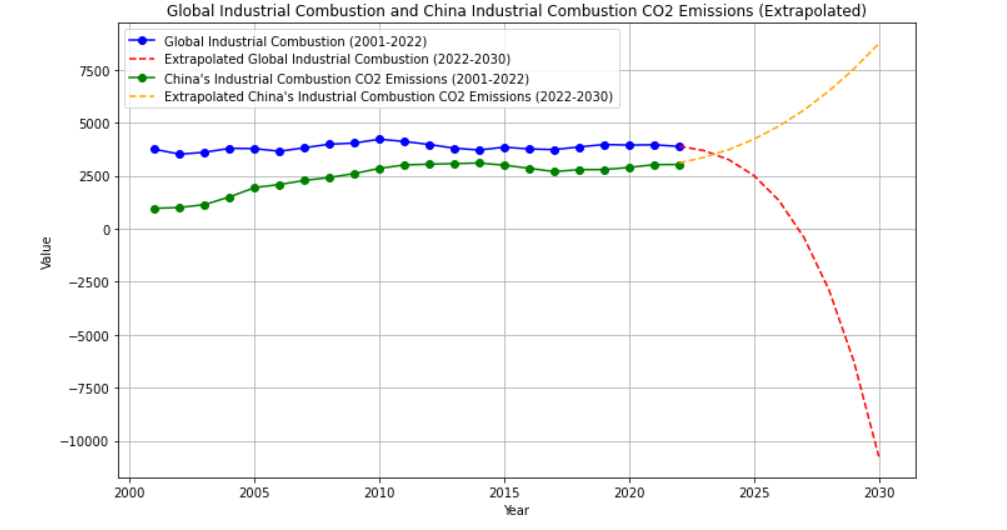 Global Industrial Combustion and China Industrial Combustion CO2 Emissions (Extrapolated)
Global Industrial Combustion (2001-2022)
Extrapolated Global Industrial Combustion (2022-2030)
China's Industrial Combustion CO2 Emissions (2001-2022)
Extrapolated China's Industrial Combustion CO2 Emissions (2022-2030)
7500
5000
2500
0
−2500
−5000
−7500
−10000
Value
2000 2005 2010 2015 2020 2025 2030
Year